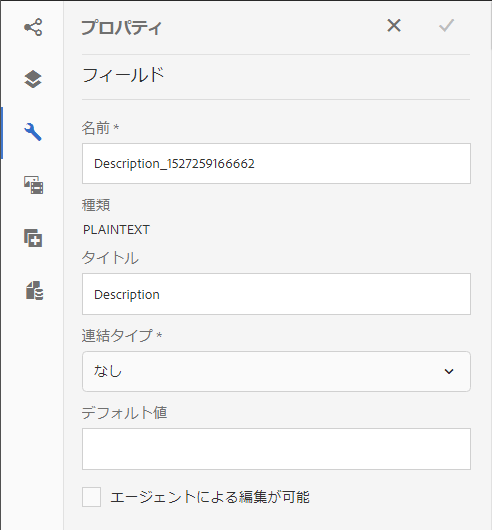 プロパティ
フィールド
名前 *
Description_1527259166662
種類
PLAINTEXT
タイトル
Description
連結タイプ *
なし
デフォルト値
エージェントによる編集が可能